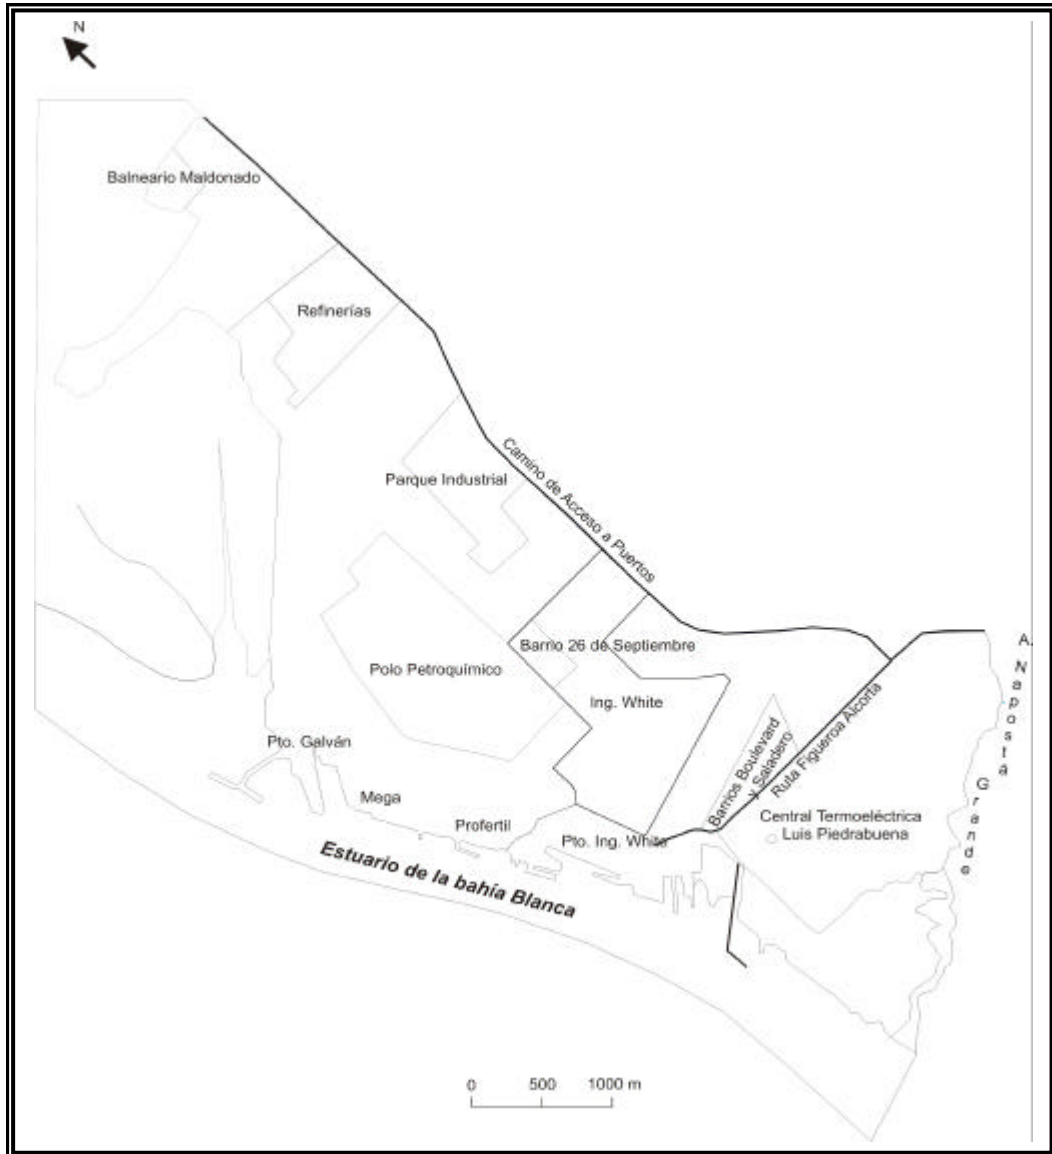 N
Balneario Maldonado
Refinerías
Camino de Acceso a Puertos
Parque Industrial
Barrio 26 de Septiembre
Polo Petroquímico
Ing. White
A. Napostá Grande
Ruta Figueroa Alcorta
Barrios Boulevard
y Saladero
Pto. Galván
Mega
Profertil
Pto. Ing. White
Central Termoeléctrica
Luis Piedrabuena
Estuario de la bahía Blanca
0 500 1000 m